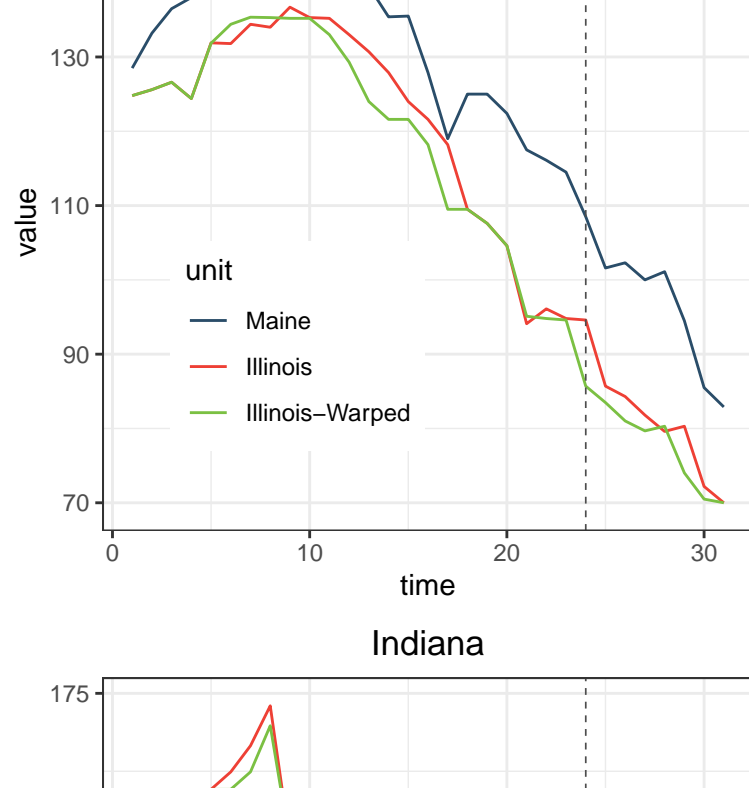 130
110
90
70
value
unit
Maine
Illinois
Illinois−Warped
0 10 20 30
time
Indiana
175